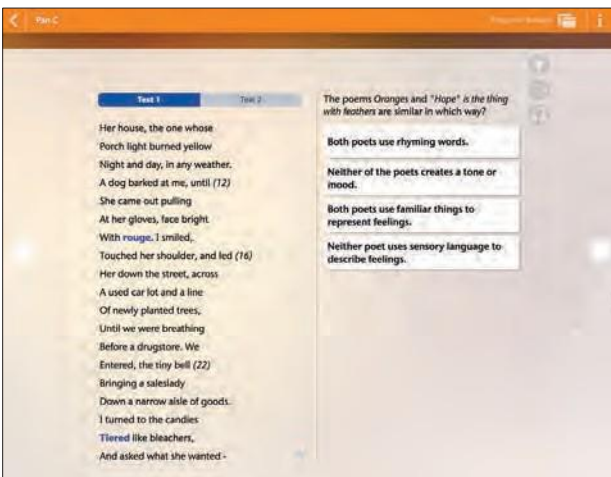 Part C
Text 1
Text 2
Her house, the one whose
Porch light burned yellow
Night and day, in any weather.
A dog barked at me, until (12)
She came out pulling
At her gloves, face bright
With rouge. I smiled,
Touched her shoulder, and led (16)
Her down the street, across
A used car lot and a line
Of newly planted trees,
Until we were breathing
Before a drugstore. We
Entered, the tiny bell (22)
Bringing a saleslady
Down a narrow aisle of goods.
I turned to the candies
Tiered like bleachers,
And asked what she wanted -
The poems Oranges and "Hope" is the thing
with feathers are similar in which way?
Both poets use rhyming words.
Neither of the poets creates a tone or
mood.
Both poets use familiar things to
represent feelings.
Neither poet uses sensory language to
describe feelings.